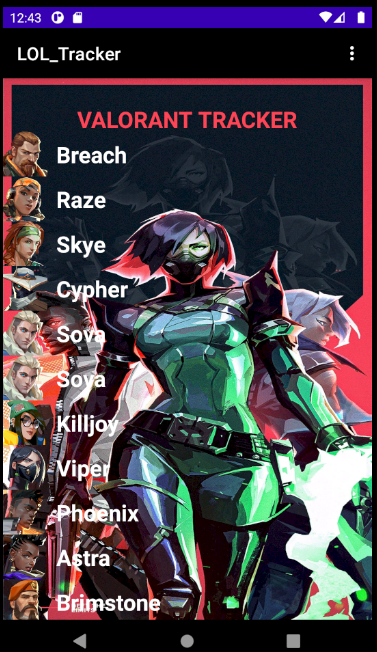 12:43
LOL_Tracker
VALORANT TRACKER
Breach
Raze
Skye
Cypher
Sova
Sova
Killjoy
Viper
Phoenix
Astra
Brimstone